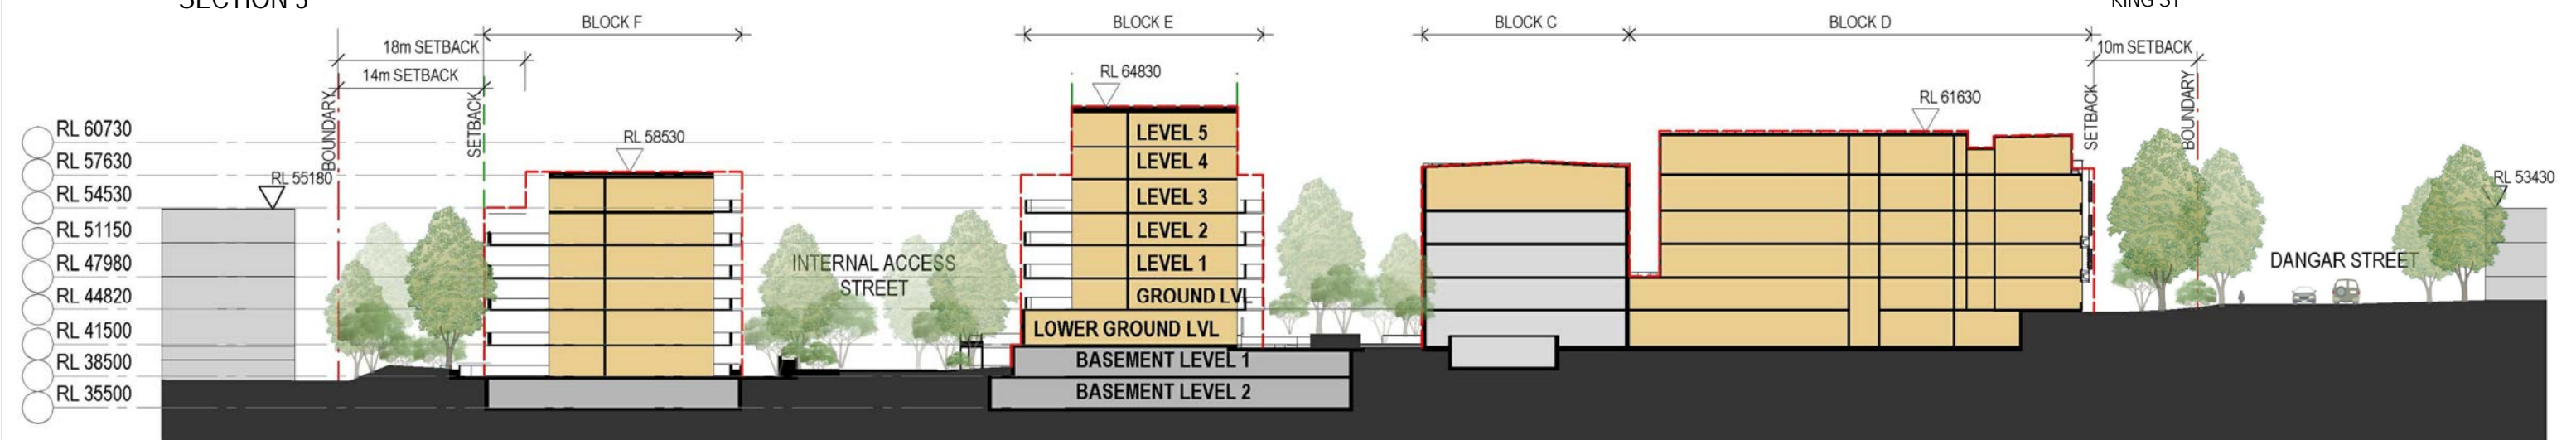 SECTION 3
KING ST
BLOCK F
BLOCK E
BLOCK C
BLOCK D
18m SETBACK
10m SETBACK
14m SETBACK
RL 64830
BOUNDARY
SETBACK
SETBACK
BOUNDARY
RL 61630
RL 60730
RL 58530
LEVEL 5
RL 57630
LEVEL 4
RL 55180
RL 53430
RL 54530
LEVEL 3
RL 51150
LEVEL 2
RL 47980
INTERNAL ACCESS
STREET
LEVEL 1
DANGAR STREET
RL 44820
GROUND LVL
RL 41500
LOWER GROUND LVL
RL 38500
BASEMENT LEVEL 1
RL 35500
BASEMENT LEVEL 2